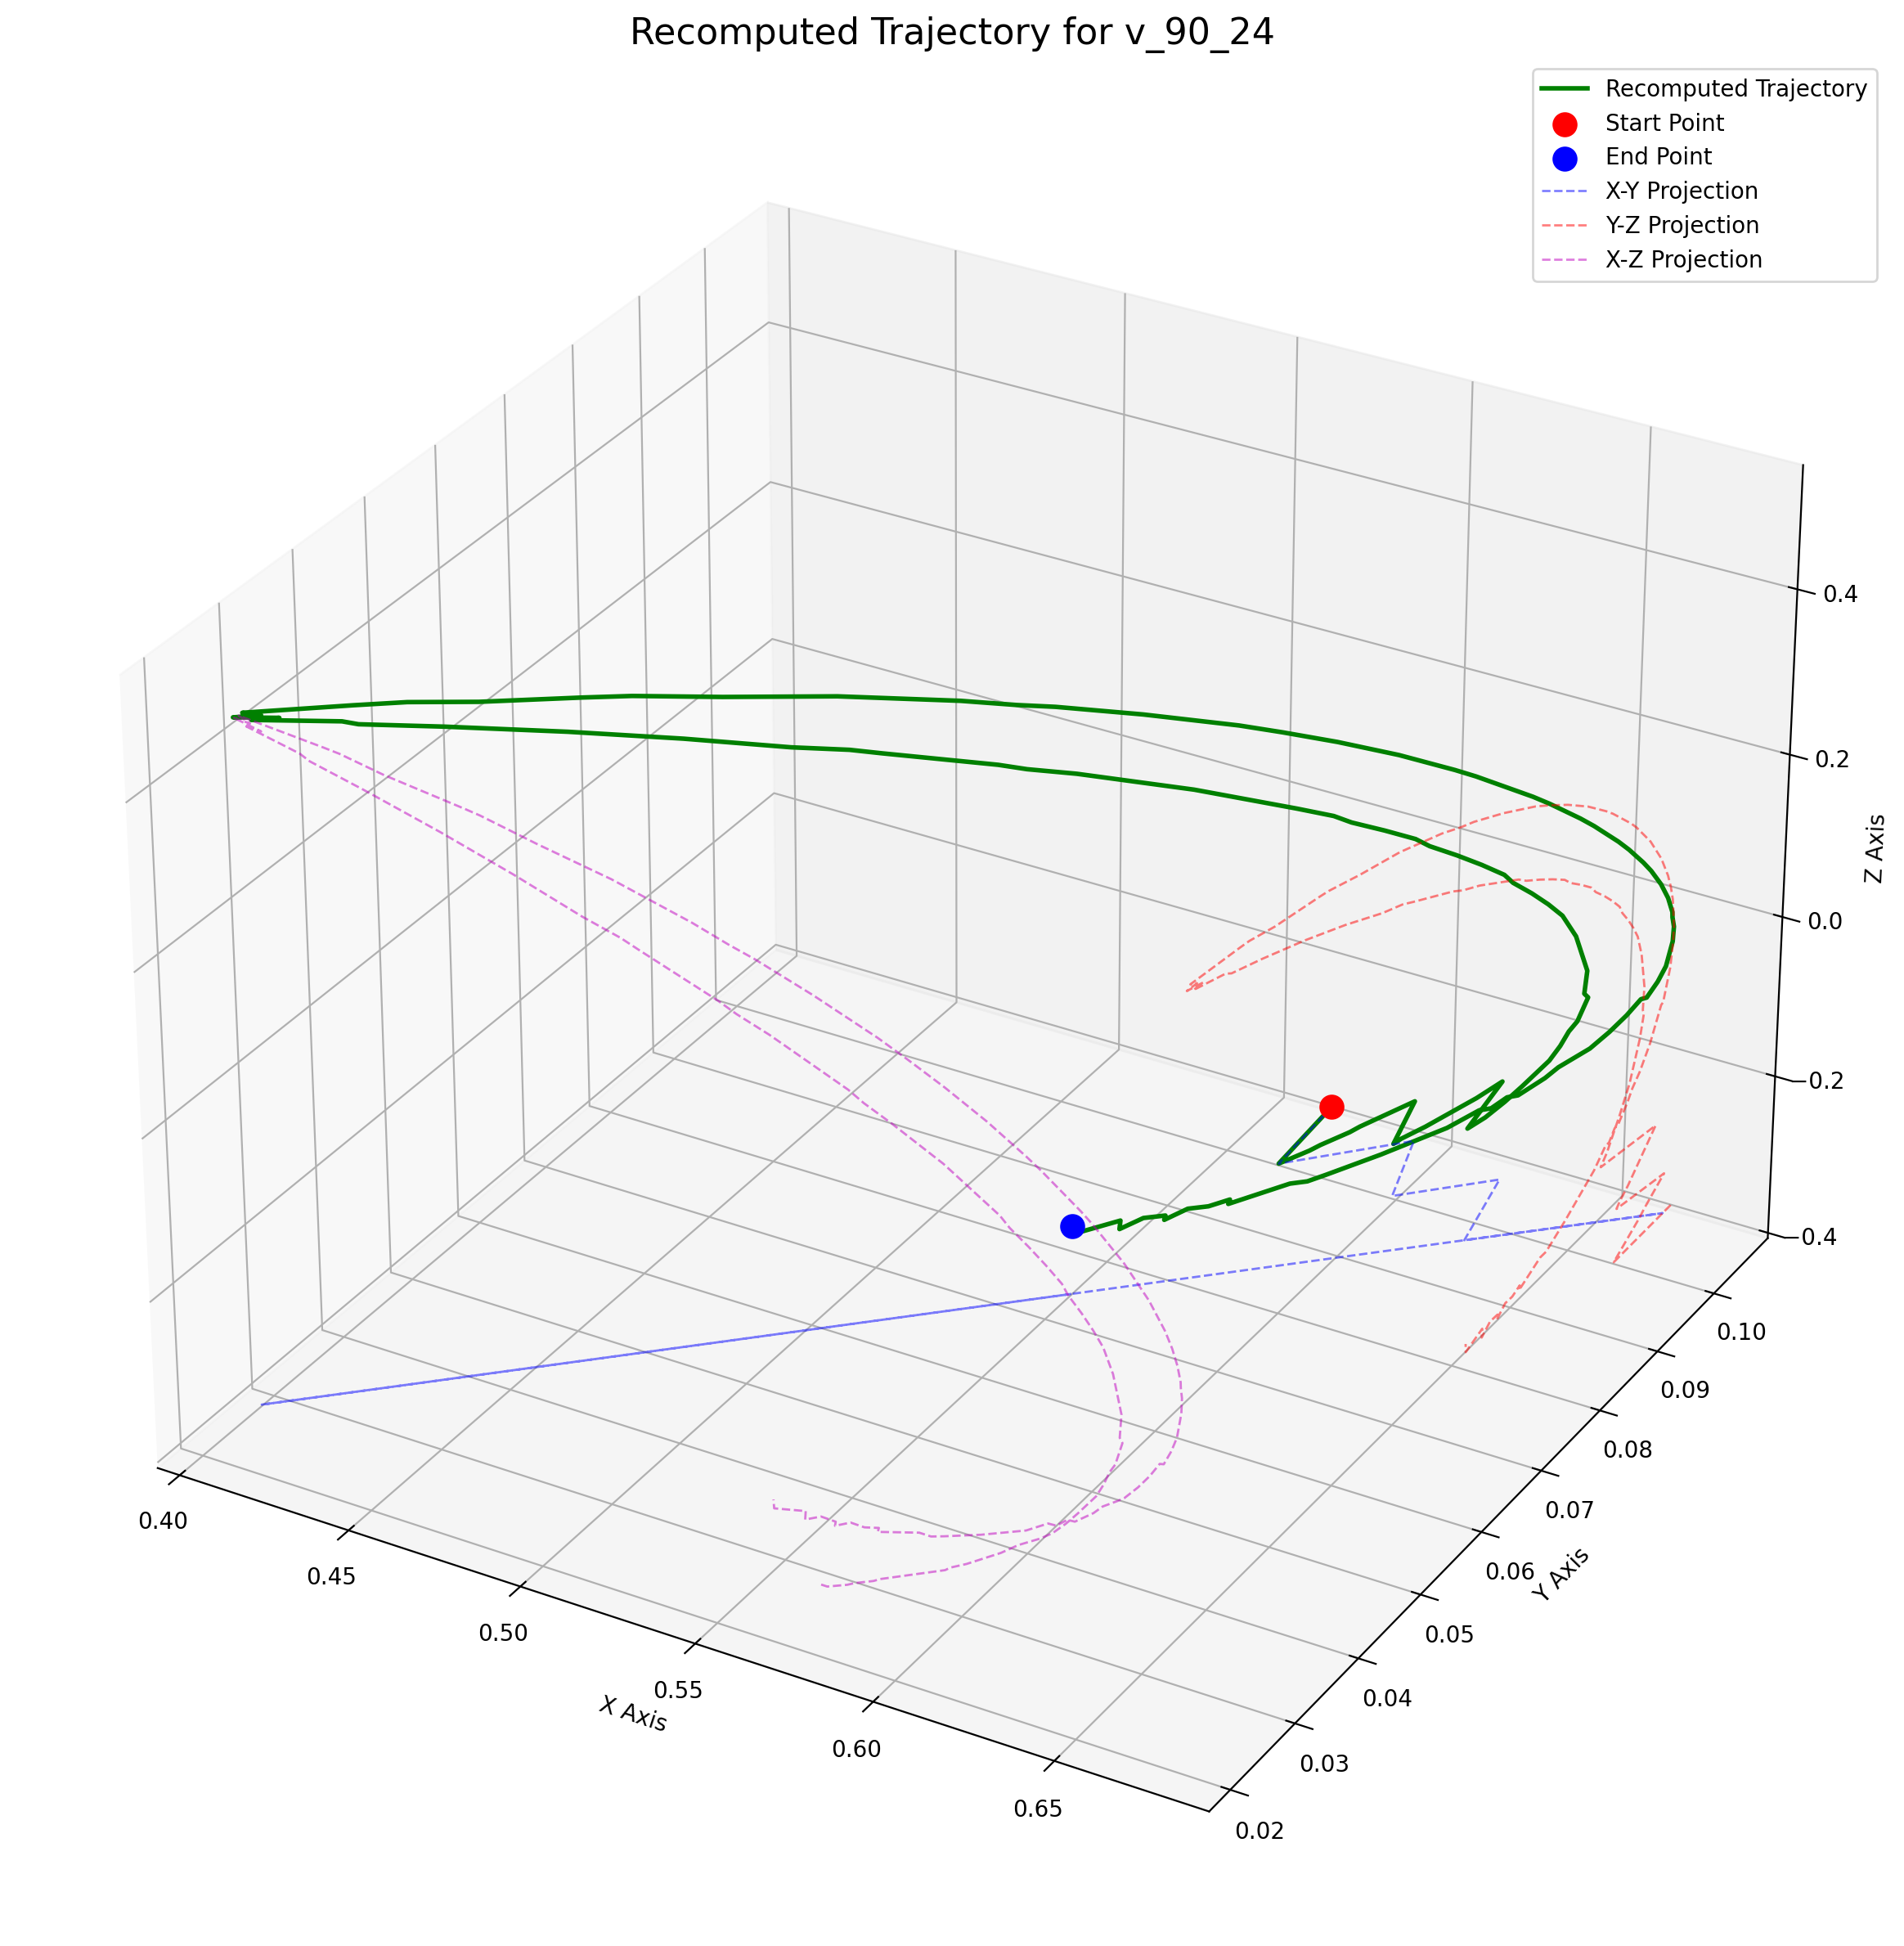 Recomputed Trajectory for v_90_24
Recomputed Trajectory
Start Point
End Point
X-Y Projection
Y-Z Projection
X-Z Projection
0.4
0.2
0.0
−0.2
−0.4
Z Axis
0.10
0.09
0.08
0.07
0.06
0.05
0.04
0.03
0.02
Y Axis
0.40
0.45
0.50
0.55
0.60
0.65
X Axis